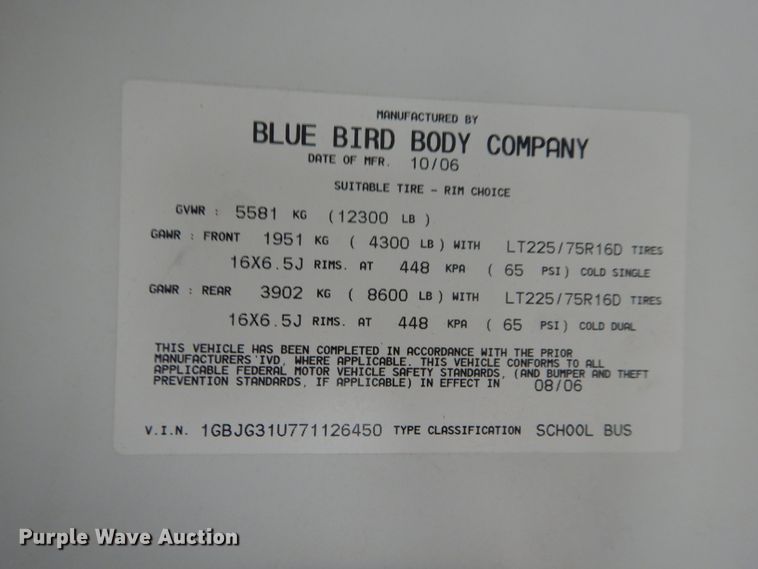 MANUFACTURED BY
BLUE BIRD BODY COMPANY
DATE OF MFR. 10/06
SUITABLE TIRE - RIM CHOICE
GVWR : 5581 KG (12300 LB )
GAWR : FRONT 1951 KG ( 4300 LB ) WITH LT225/75R16D TIRES
16X6.5J RIMS. AT 448 KPA ( 65 PSI ) COLD SINGLE
GAWR : REAR 3902 KG ( 8600 LB ) WITH LT225/75R16D TIRES
16X6.5J RIMS. AT 448 KPA ( 65 PSI ) COLD DUAL
THIS VEHICLE HAS BEEN COMPLETED IN ACCORDANCE WITH THE PRIOR
MANUFACTURERS'IVD, WHERE APPLICABLE. THIS VEHICLE CONFORMS TO ALL
APPLICABLE FEDERAL MOTOR VEHICLE SAFETY STANDARDS, (AND BUMPER AND THEFT
PREVENTION STANDARDS, IF APPLICABLE) IN EFFECT IN 08/06
V.I.N. 1GBJG31U771126450 TYPE CLASSIFICATION SCHOOL BUS
Purple Wave Auction